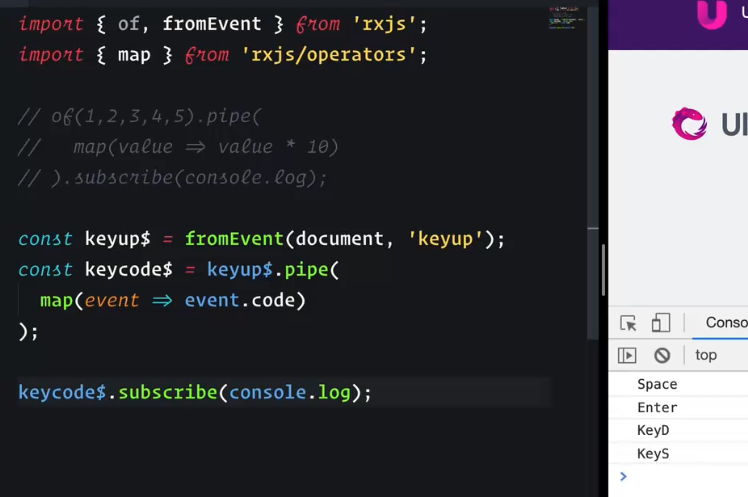 import { of, fromEvent } from 'rxjs';
import { map } from 'rxjs/operators';
// of(1,2,3,4,5).pipe(
//   map(value => value * 10)
// ).subscribe(console.log);
const keyup$ = fromEvent(document, 'keyup');
const keycode$ = keyup$.pipe(
  map(event => event.code)
);
keycode$.subscribe(console.log);
U
Ul
Conso
top
Space
Enter
KeyD
KeyS
>